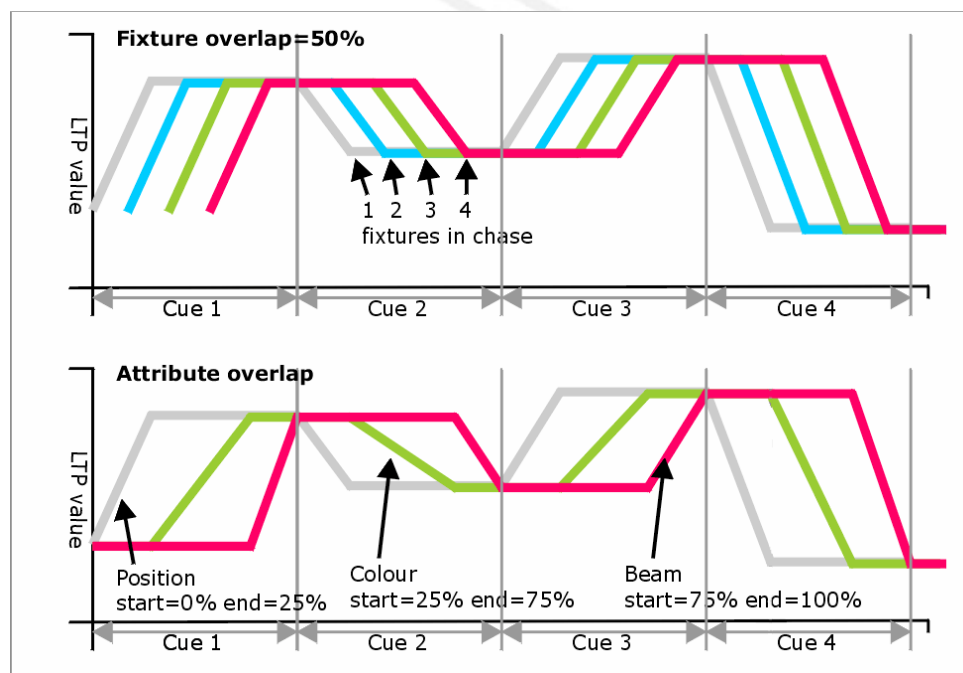 Fixture overlap=50%
LTP value
1 2 3 4
fixtures in chase
Cue 1 Cue 2 Cue 3 Cue 4
Attribute overlap
LTP value
Position
start=0% end=25%
Colour
start=25% end=75%
Beam
start=75% end=100%
Cue 1 Cue 2 Cue 3 Cue 4